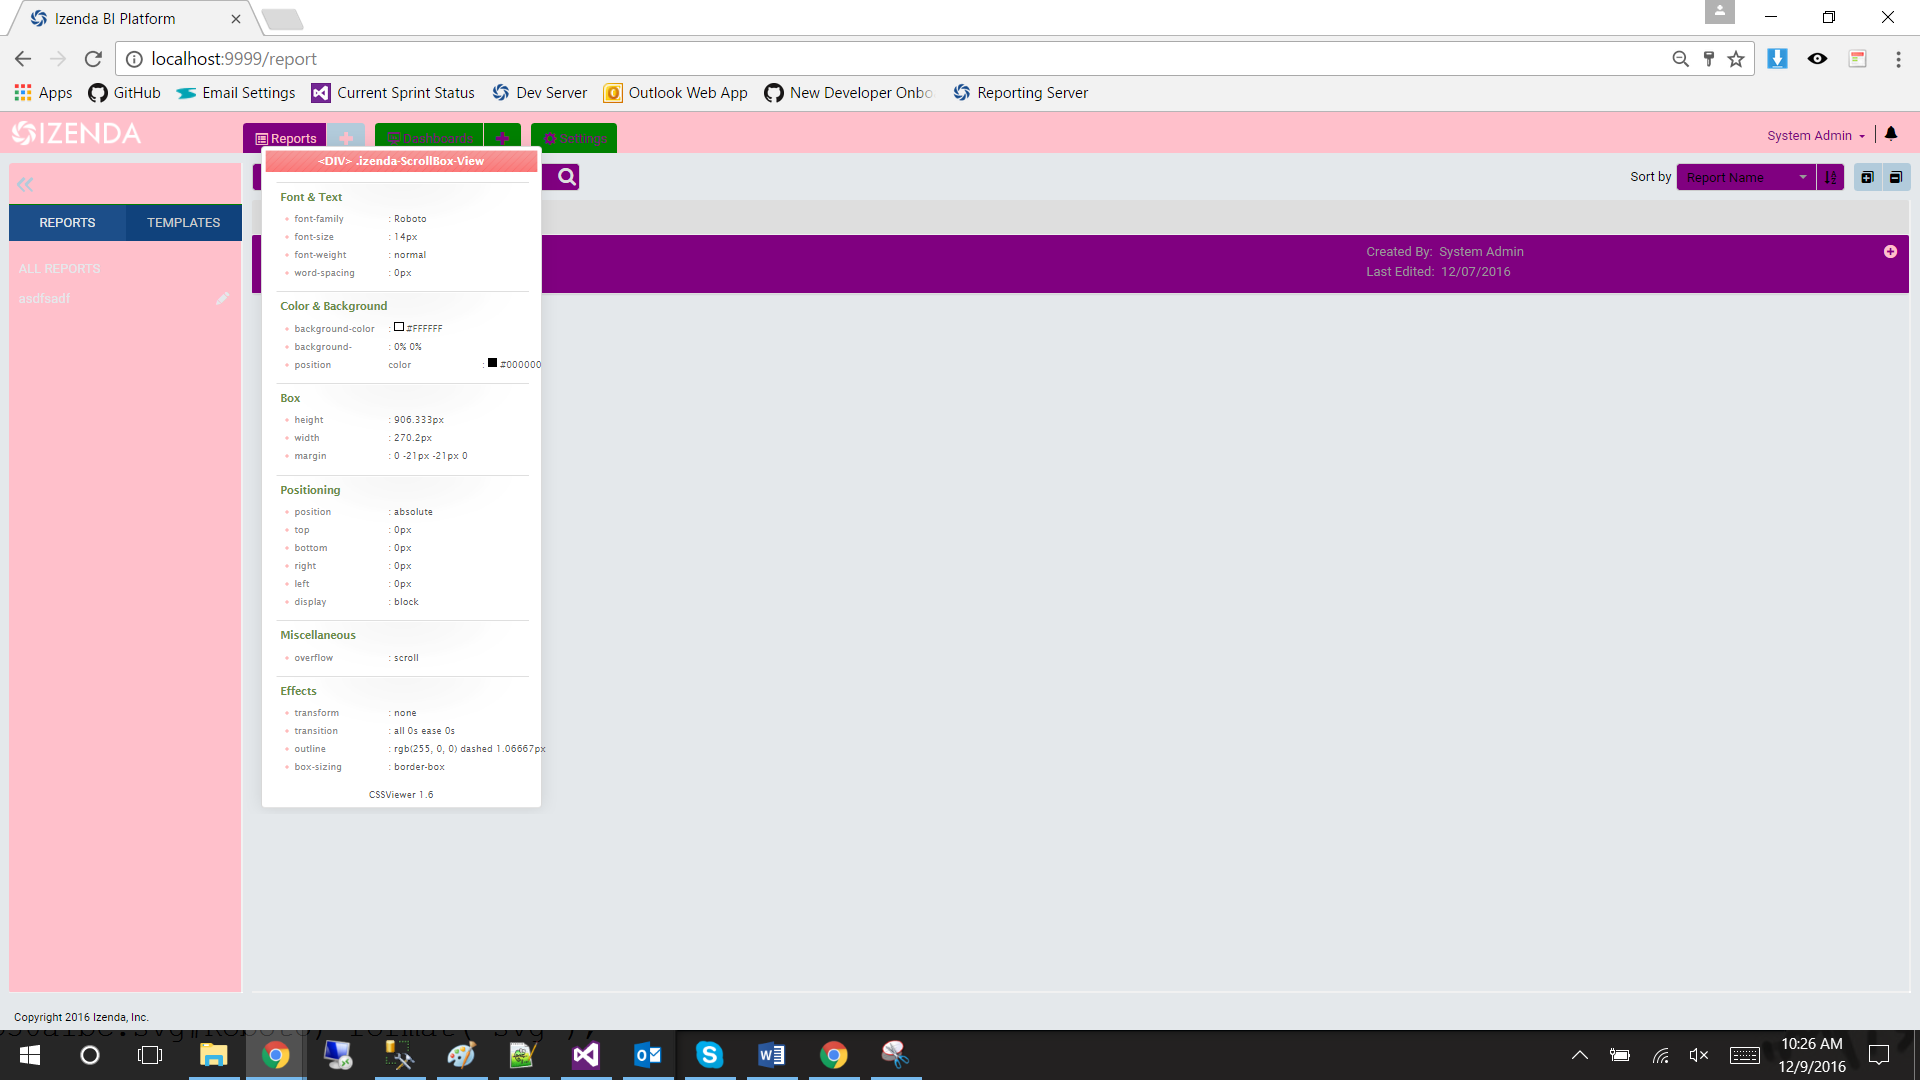 Izenda BI Platform
localhost:9999/report
Apps GitHub Email Settings Current Sprint Status Dev Server Outlook Web App New Developer Onbo Reporting Server
IZENDA Reports Dashboards Settings System Admin
<DIV> .izenda-ScrollBox-View
Sort by Report Name
REPORTS TEMPLATES
ALL REPORTS
asdfsadf
Created By: System Admin
Last Edited: 12/07/2016
Font & Text
font-family : Roboto
font-size : 14px
font-weight : normal
word-spacing : 0px
Color & Background
background-color : #FFFFFF
background- : 0% 0%
position color : #000000
Box
height : 906.333px
width : 270.2px
margin : 0 -21px -21px 0
Positioning
position : absolute
top : 0px
bottom : 0px
right : 0px
left : 0px
display : block
Miscellaneous
overflow : scroll
Effects
transform : none
transition : all 0s ease 0s
outline : rgb(255, 0, 0) dashed 1.06667px
box-sizing : border-box
CSSViewer 1.6
Copyright 2016 Izenda, Inc.
10:26 AM
12/9/2016